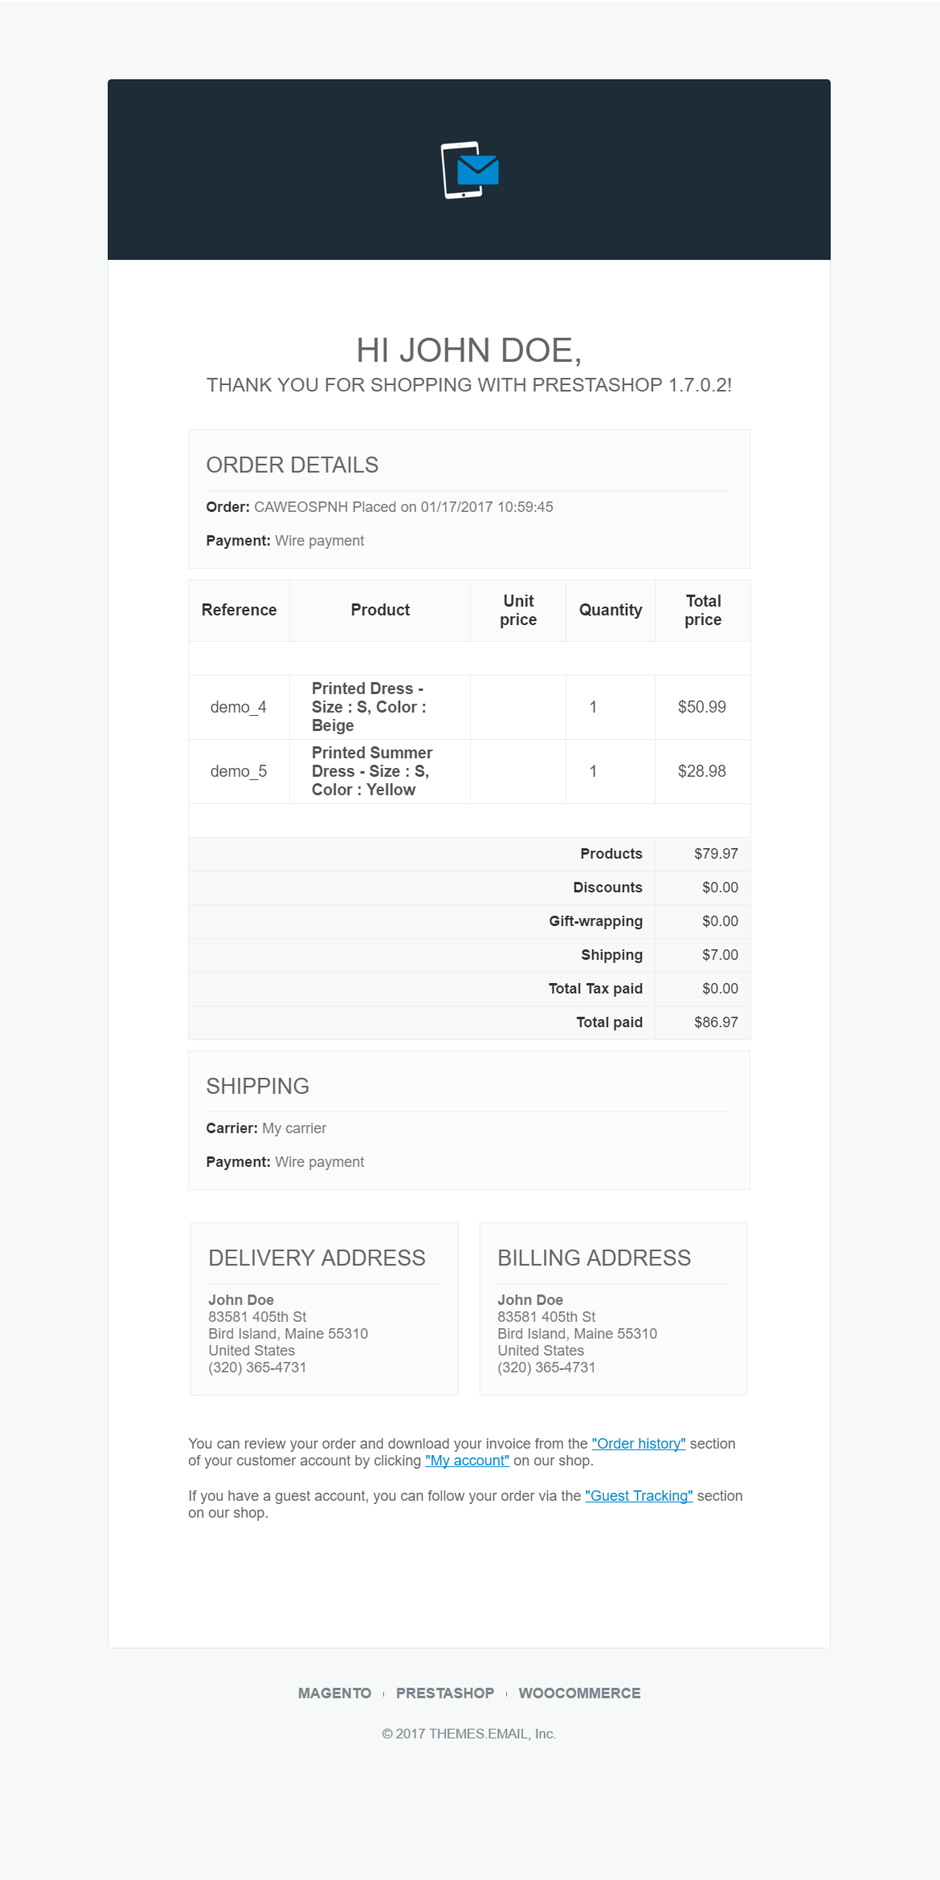 HI JOHN DOE,
THANK YOU FOR SHOPPING WITH PRESTASHOP 1.7.0.2!
ORDER DETAILS
Order: CAWEOSPNH Placed on 01/17/2017 10:59:45
Payment: Wire payment
Reference Product Unit price Quantity Total price
demo_4 Printed Dress - Size : S, Color : Beige 1 $50.99
demo_5 Printed Summer Dress - Size : S, Color : Yellow 1 $28.98
Products $79.97
Discounts $0.00
Gift-wrapping $0.00
Shipping $7.00
Total Tax paid $0.00
Total paid $86.97
SHIPPING
Carrier: My carrier
Payment: Wire payment
DELIVERY ADDRESS
John Doe
83581 405th St
Bird Island, Maine 55310
United States
(320) 365-4731
BILLING ADDRESS
John Doe
83581 405th St
Bird Island, Maine 55310
United States
(320) 365-4731
You can review your order and download your invoice from the "Order history" section
of your customer account by clicking "My account" on our shop.
If you have a guest account, you can follow your order via the "Guest Tracking" section
on our shop.
MAGENTO | PRESTASHOP | WOOCOMMERCE
© 2017 THEMES.EMAIL, Inc.